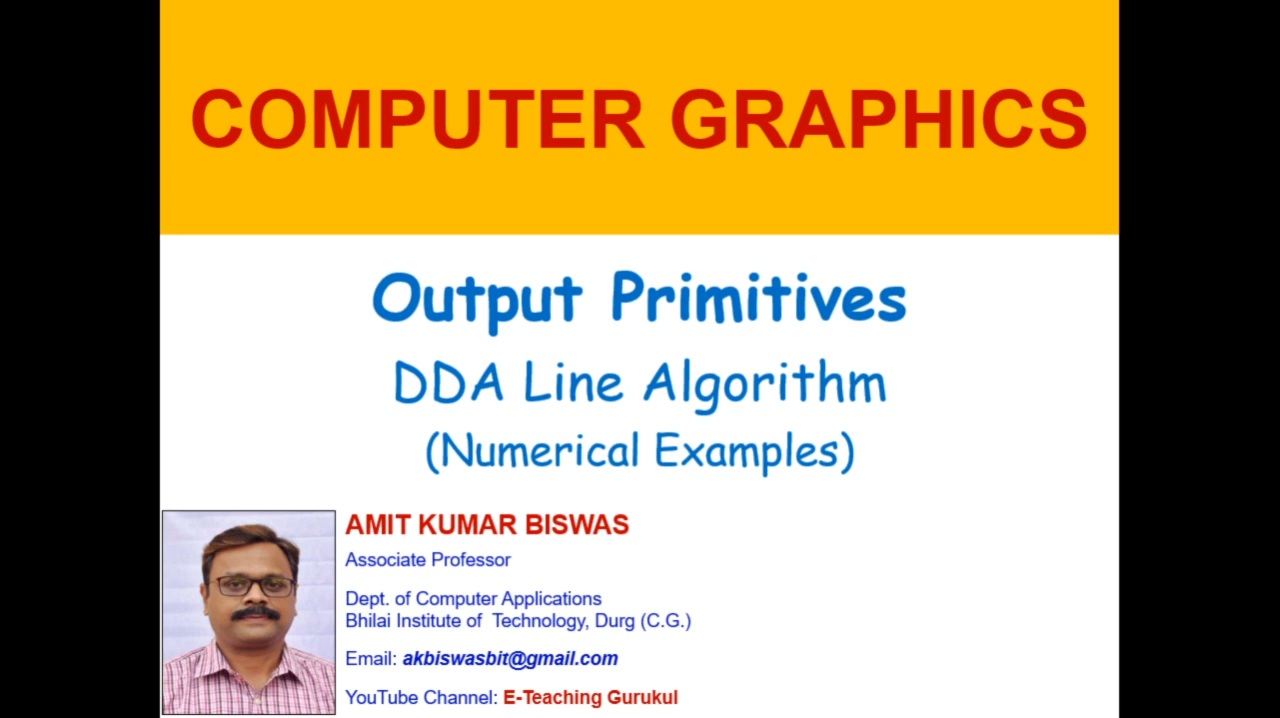 COMPUTER GRAPHICS
Output Primitives
DDA Line Algorithm
(Numerical Examples)
AMIT KUMAR BISWAS
Associate Professor
Dept. of Computer Applications
Bhilai Institute of Technology, Durg (C.G.)
Email: akbiswasbit@gmail.com
YouTube Channel: E-Teaching Gurukul